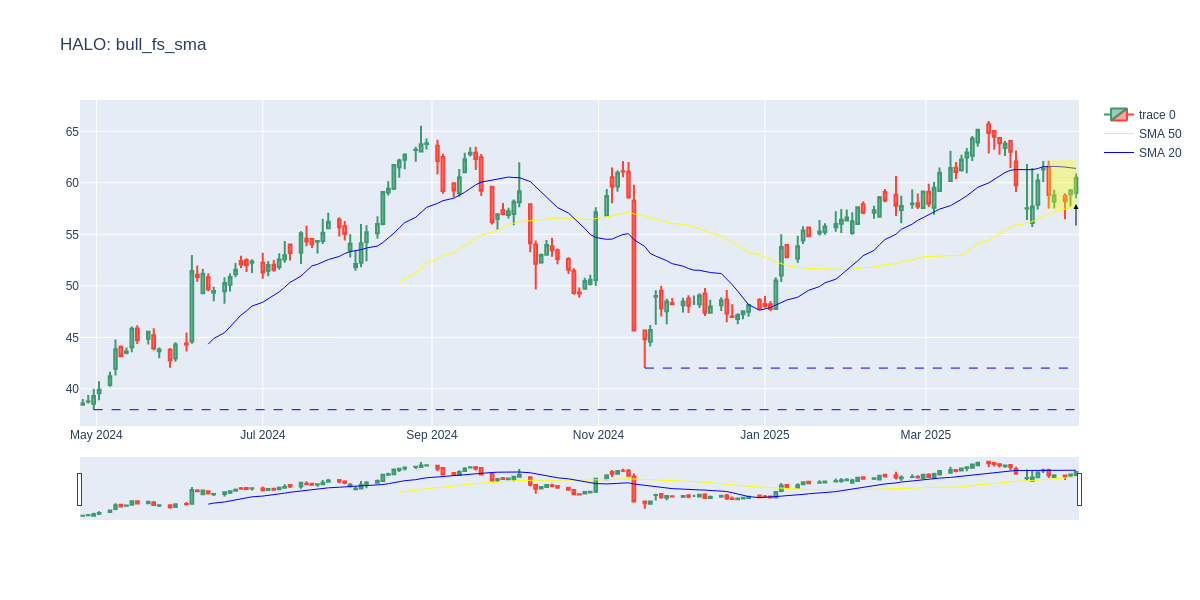 HALO: bull_fs_sma
trace 0
SMA 50
SMA 20
65
60
55
50
45
40
May 2024
Jul 2024
Sep 2024
Nov 2024
Jan 2025
Mar 2025